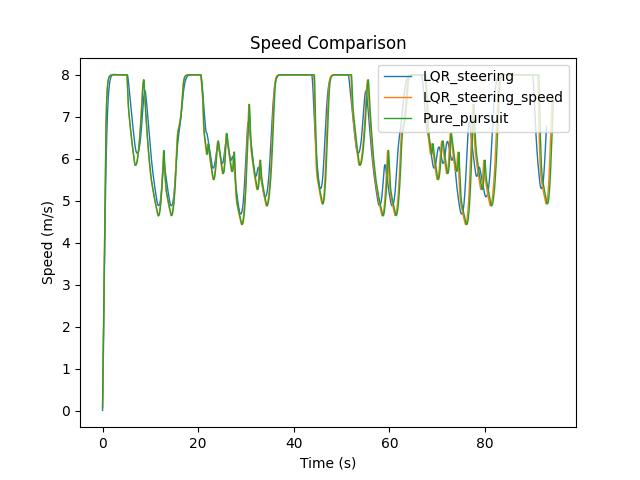 Speed Comparison
LQR_steering
LQR_steering_speed
Pure_pursuit
8
7
6
5
4
3
2
1
0
Speed (m/s)
0 20 40 60 80
Time (s)